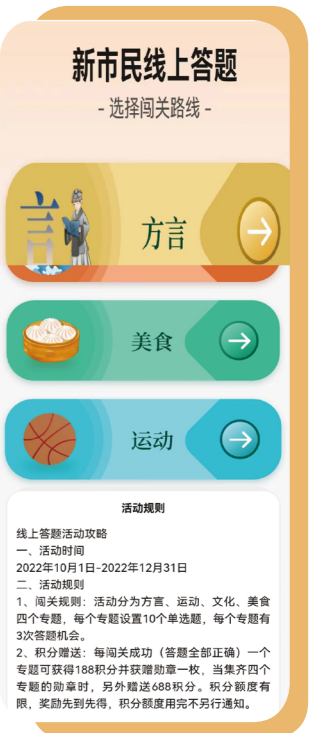 新市民线上答题
- 选择闯关路线 -
言
方言
美食
运动
活动规则
线上答题活动攻略
一、活动时间
2022年10月1日-2022年12月31日
二、活动规则
1、闯关规则：活动分为方言、运动、文化、美食
四个专题，每个专题设置10个单选题，每个专题有
3次答题机会。
2、积分赠送：每闯关成功（答题全部正确）一个
专题可获得188积分并获赠勋章一枚，当集齐四个
专题的勋章时，另外赠送688积分。积分额度有
限，奖励先到先得，积分额度用完不另行通知。